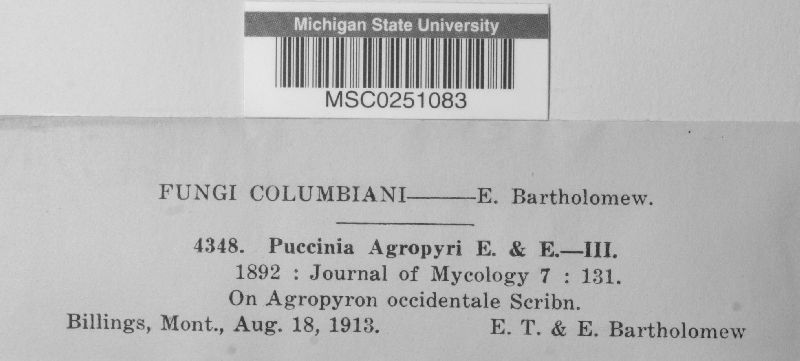 Michigan State University
MSC0251083
FUNGI COLUMBIANI———E. Bartholomew.
4348. Puccinia Agropyri E. & E.—III.
1892 : Journal of Mycology 7 : 131.
On Agropyron occidentale Scribn.
Billings, Mont., Aug. 18, 1913. E. T. & E. Bartholomew